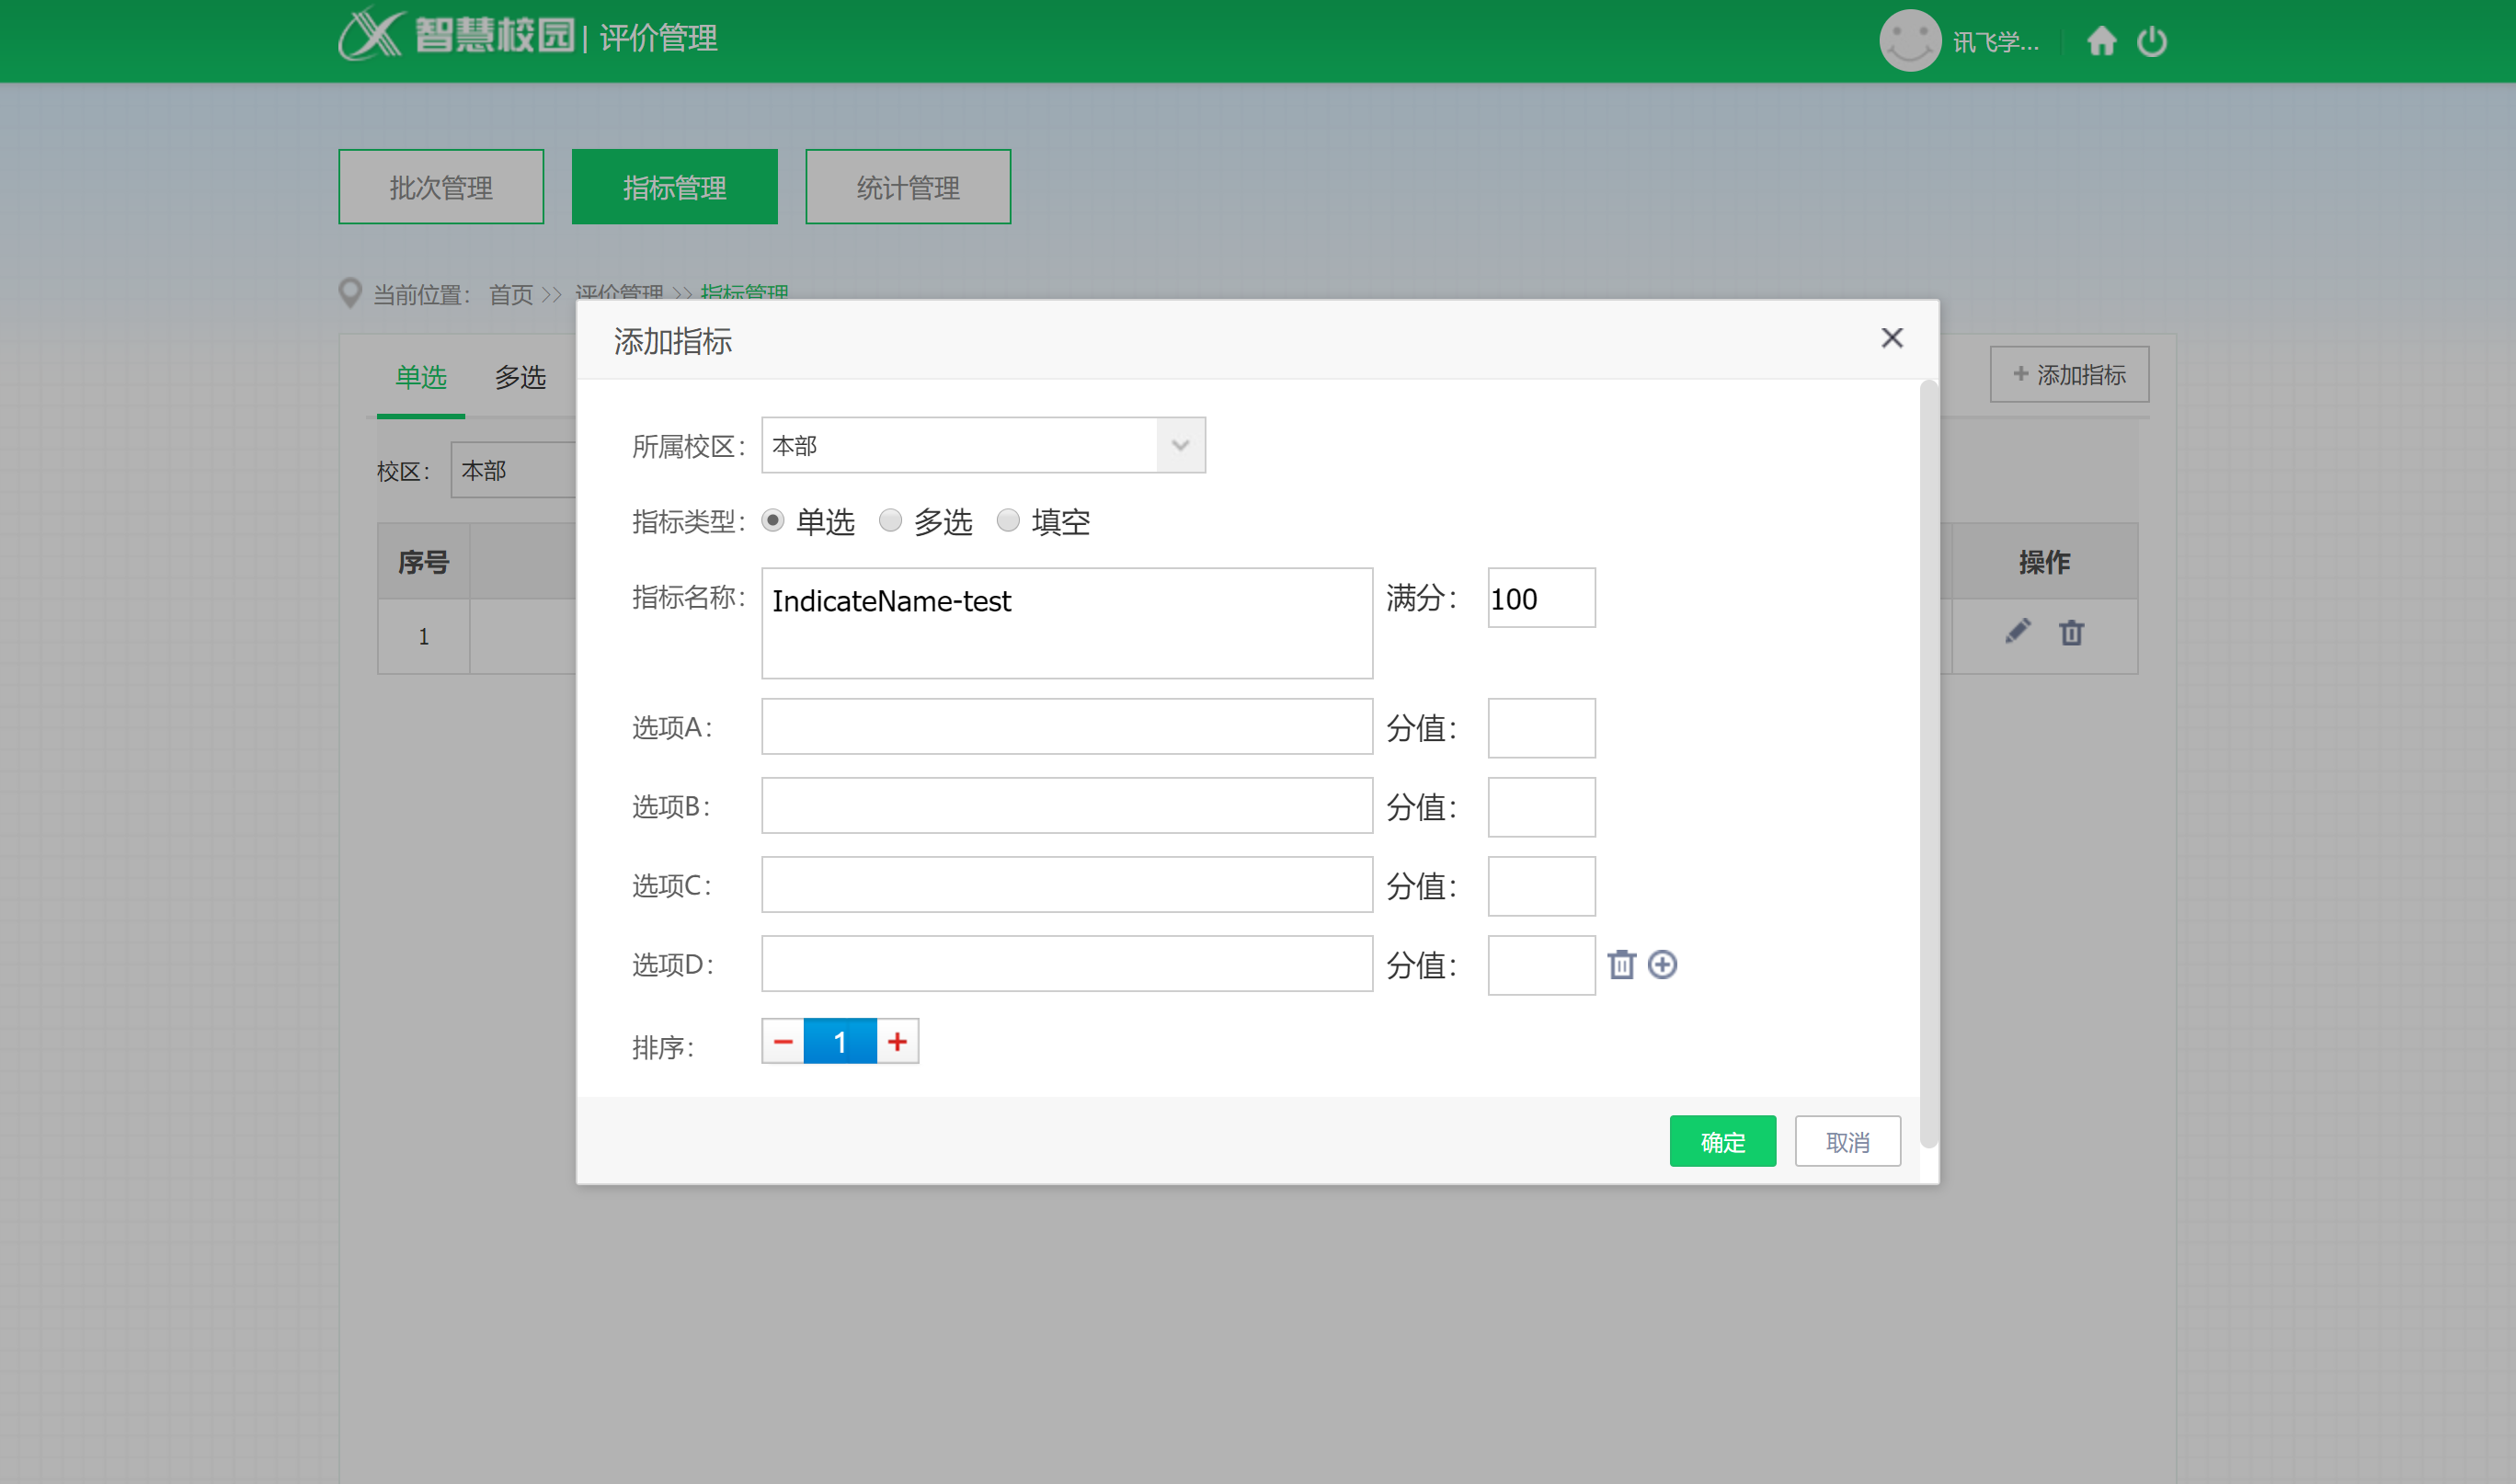 智慧校园 | 评价管理
讯飞学...
批次管理
指标管理
统计管理
当前位置： 首页 >> 评价管理 >> 指标管理
添加指标
单选
多选
+ 添加指标
校区：
本部
序号
操作
1
所属校区：
本部
指标类型：
单选
多选
填空
指标名称：
IndicateName-test
满分：
100
选项A：
分值：
选项B：
分值：
选项C：
分值：
选项D：
分值：
排序：
1
确定
取消